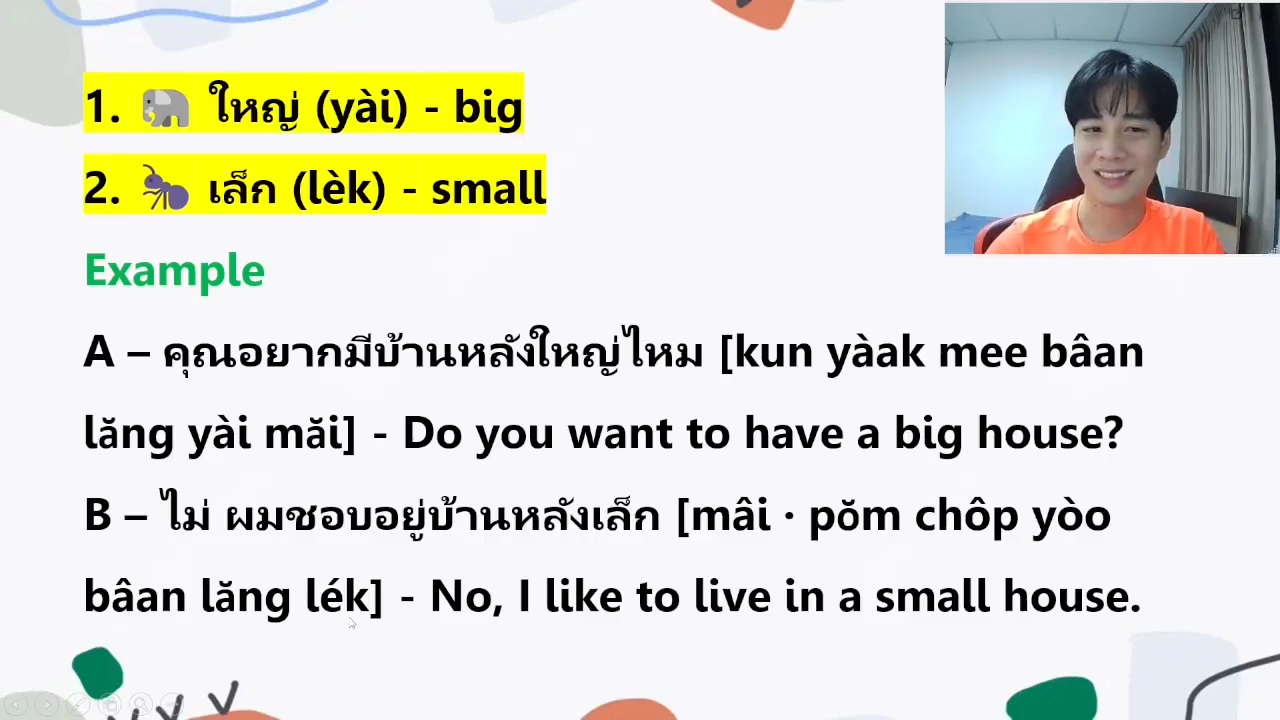 1. 🐘 ใหญ่ (yài) - big
2. 🐜 เล็ก (lèk) - small
Example
A – คุณอยากมีบ้านหลังใหญ่ไหม [kun yàak mee bâan
lăng yài măi] - Do you want to have a big house?
B – ไม่ ผมชอบอยู่บ้านหลังเล็ก [mâi · pŏm chôp yòo
bâan lăng lék] - No, I like to live in a small house.